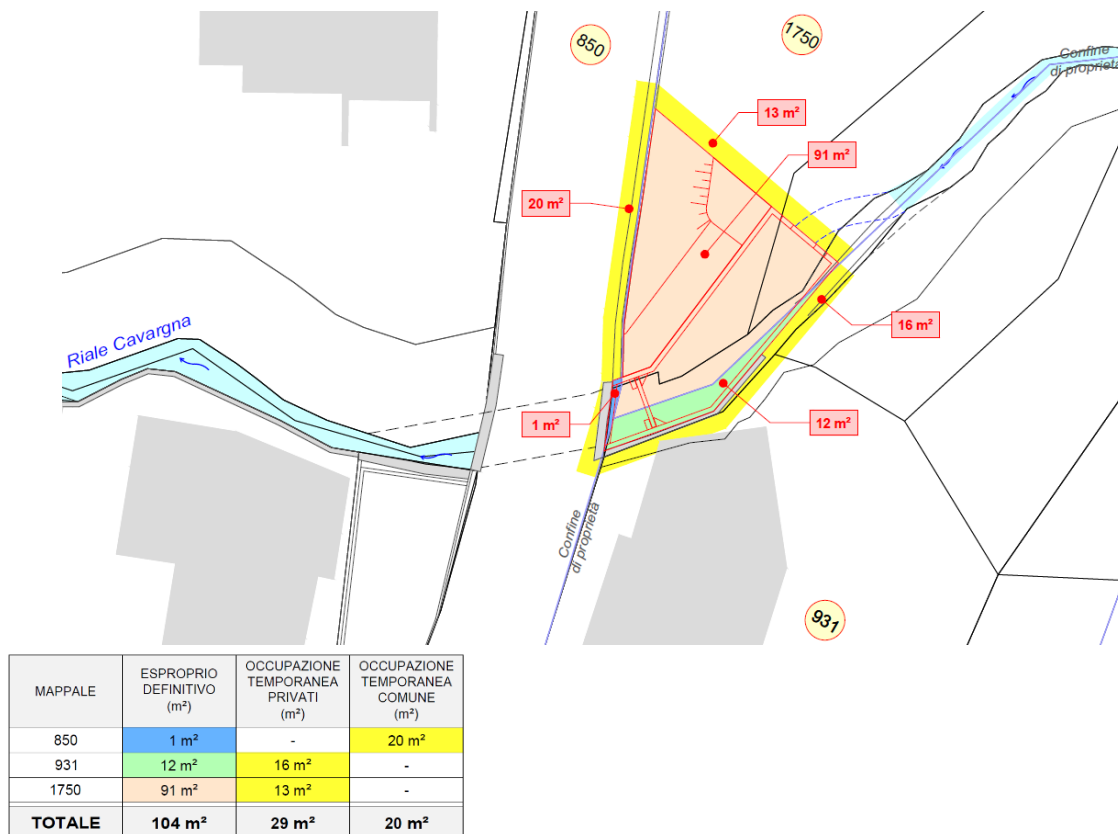 850
1750
Confine
di proprietà
13 m²
91 m²
20 m²
16 m²
Riale Cavargna
1 m²
12 m²
Confine
di proprietà
931
MAPPALE
ESPROPRIO
DEFINITIVO
(m²)
OCCUPAZIONE
TEMPORANEA
PRIVATI
(m²)
OCCUPAZIONE
TEMPORANEA
COMUNE
(m²)
850 1 m² - 20 m²
931 12 m² 16 m² -
1750 91 m² 13 m² -
TOTALE 104 m² 29 m² 20 m²